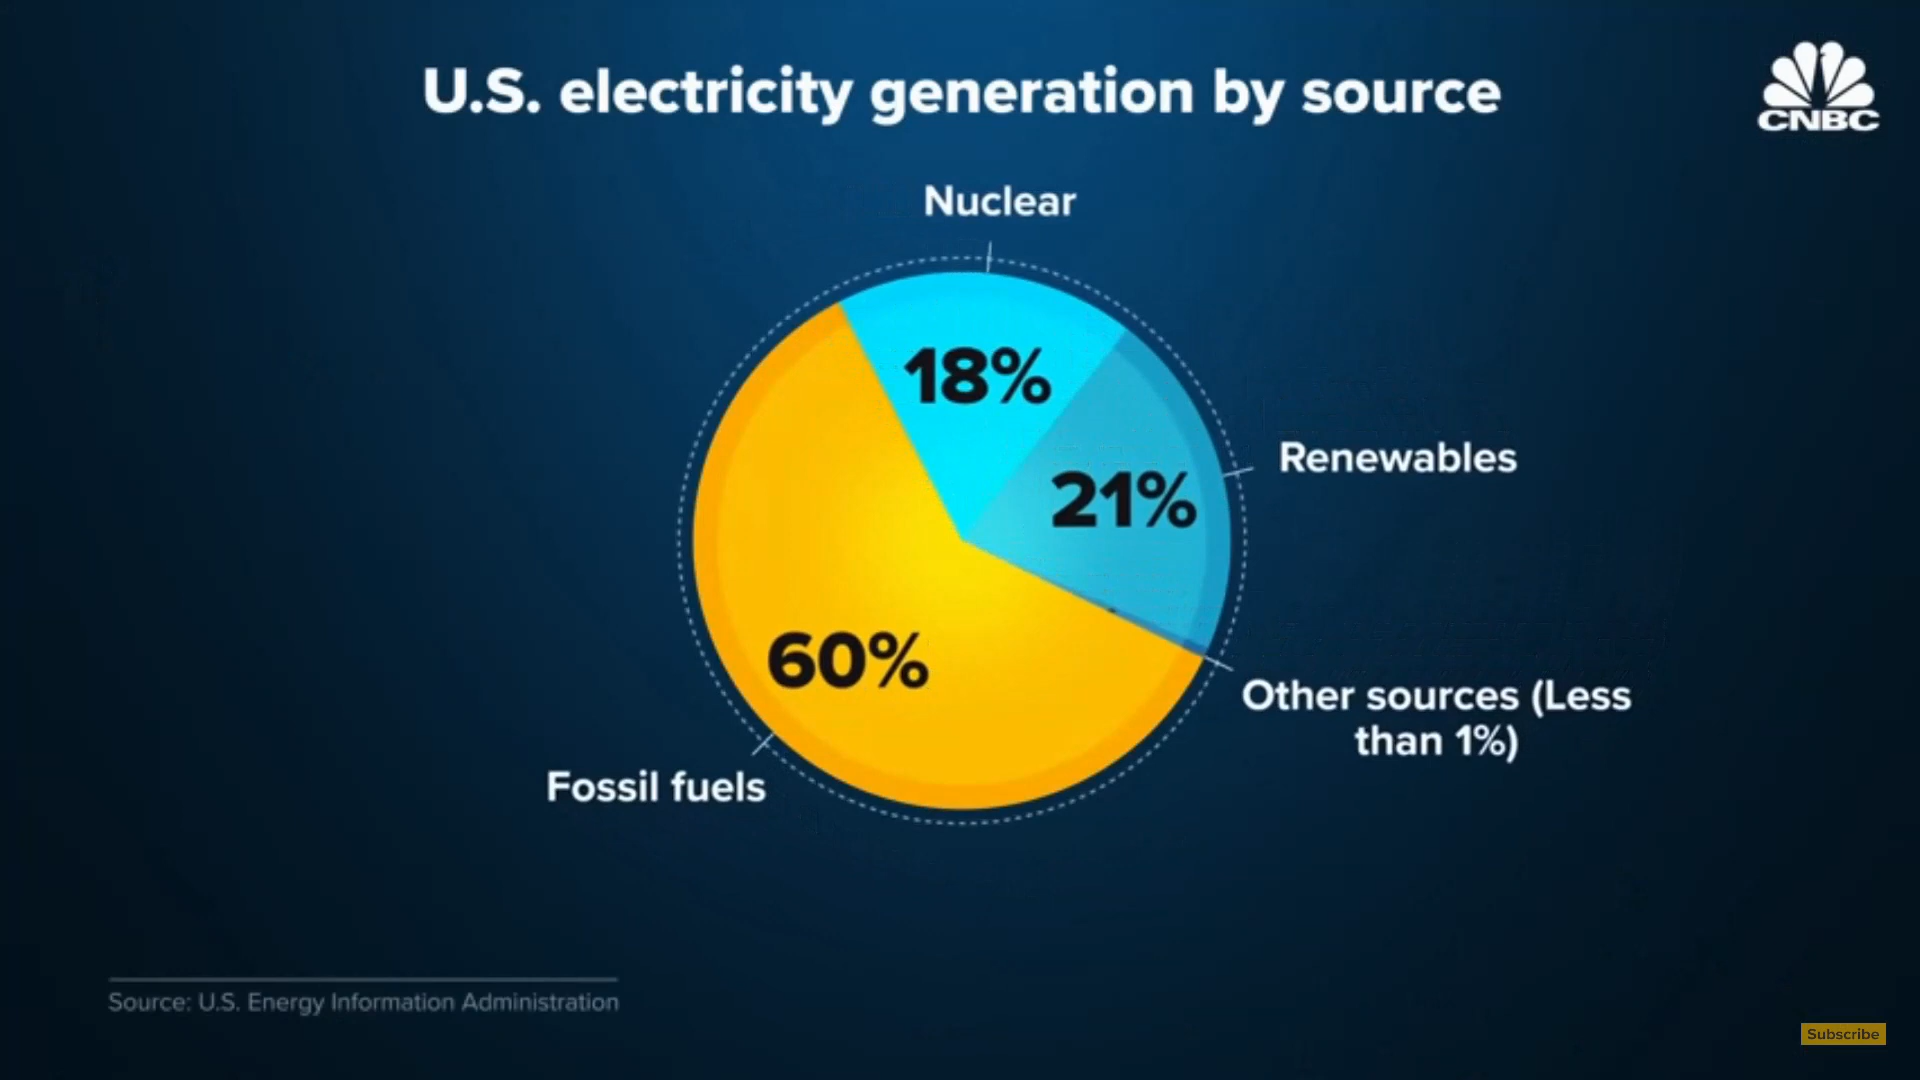 U.S. electricity generation by source
CNBC
Nuclear
18%
Renewables
21%
60%
Other sources (Less
than 1%)
Fossil fuels
Source: U.S. Energy Information Administration
Subscribe